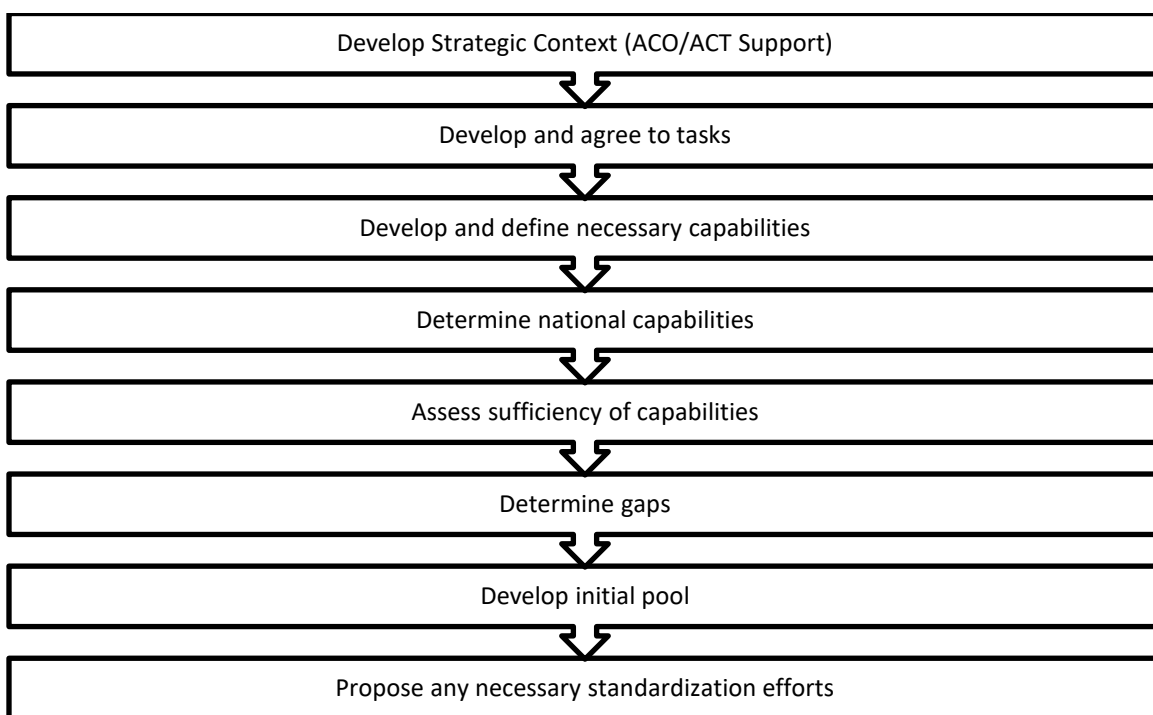 Develop Strategic Context (ACO/ACT Support)
Develop and agree to tasks
Develop and define necessary capabilities
Determine national capabilities
Assess sufficiency of capabilities
Determine gaps
Develop initial pool
Propose any necessary standardization efforts